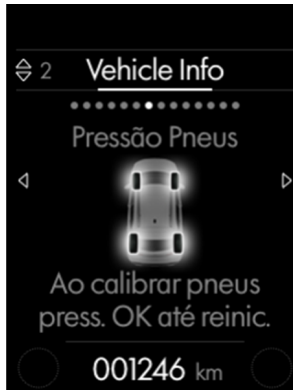 2 Vehicle Info
Pressão Pneus
Ao calibrar pneus
press. OK até reinic.
001246 km